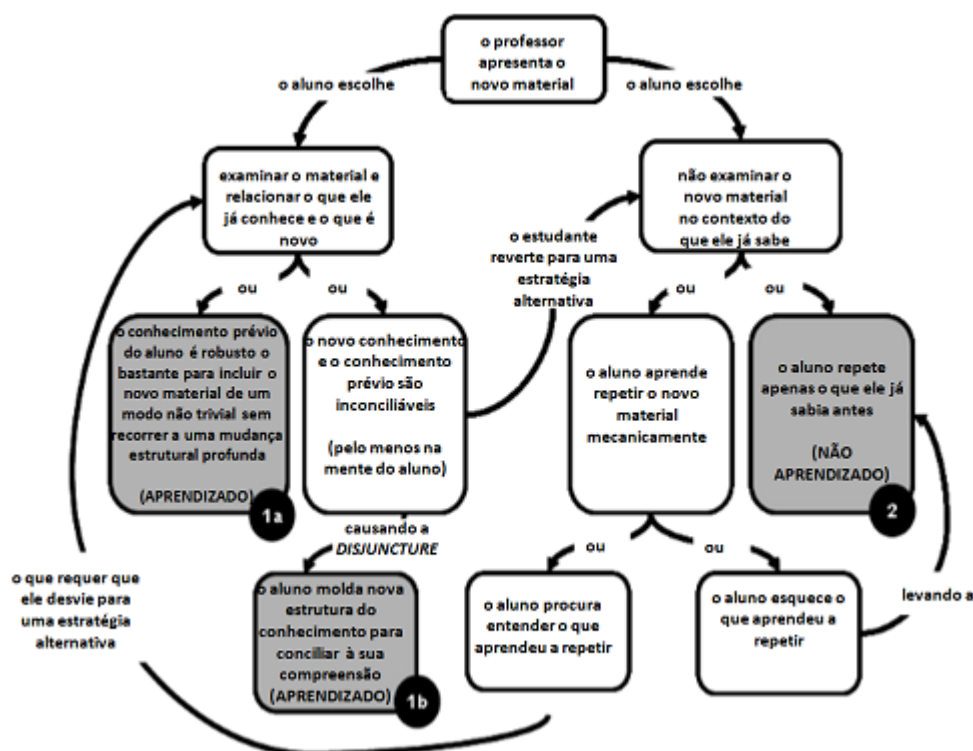 o professor
apresenta o
novo material
o aluno escolhe
o aluno escolhe
examinar o material e
relacionar o que ele
já conhece e o que é
novo
não examinar o
novo material
no contexto do
que ele já sabe
o estudante
reverte para uma
estratégia
alternativa
ou
ou
ou
ou
o conhecimento prévio
do aluno é robusto o
bastante para incluir o
novo material de um
modo não trivial sem
recorrer a uma mudança
estrutural profunda
(APRENDIZADO)
1a
o novo conhecimento
e o conhecimento
prévio são
inconciliáveis
(pelo menos na
mente do aluno)
o aluno aprende
repetir o novo
material
mecanicamente
o aluno repete
apenas o que ele já
sabia antes
(NÃO
APRENDIZADO)
2
causando a
DISJUNCTURE
ou
ou
o que requer que
ele desvie para
uma estratégia
alternativa
o aluno molda nova
estrutura do
conhecimento para
conciliar à sua
compreensão
(APRENDIZADO)
1b
o aluno procura
entender o que
aprendeu a
repetir
o aluno esquece o
que aprendeu a
repetir
levando a